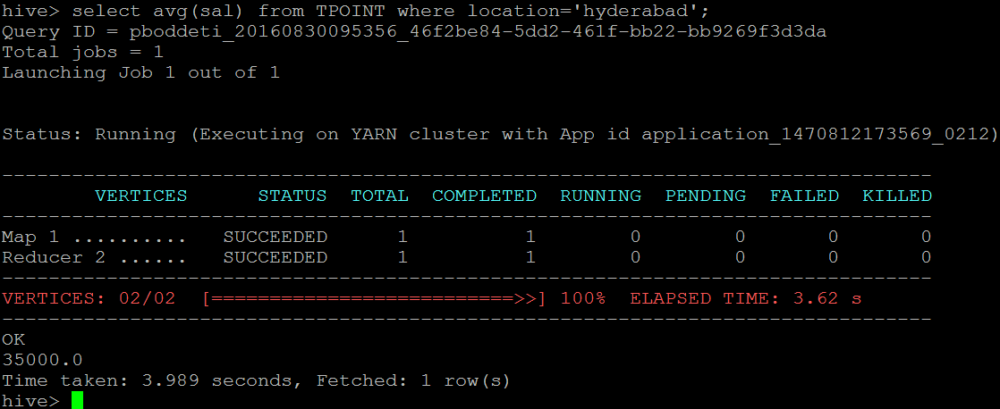 hive> select avg(sal) from TPOINT where location='hyderabad';
Query ID = pboddeti_20160830095356_46f2be84-5dd2-461f-bb22-bb9269f3d3da
Total jobs = 1
Launching Job 1 out of 1
Status: Running (Executing on YARN cluster with App id application_1470812173569_0212)
--------------------------------------------------------------------------------
VERTICES STATUS TOTAL COMPLETED RUNNING PENDING FAILED KILLED
--------------------------------------------------------------------------------
Map 1 .......... SUCCEEDED 1 1 0 0 0 0
Reducer 2 ...... SUCCEEDED 1 1 0 0 0 0
--------------------------------------------------------------------------------
VERTICES: 02/02 [==========================>>] 100% ELAPSED TIME: 3.62 s
--------------------------------------------------------------------------------
OK
35000.0
Time taken: 3.989 seconds, Fetched: 1 row(s)
hive>